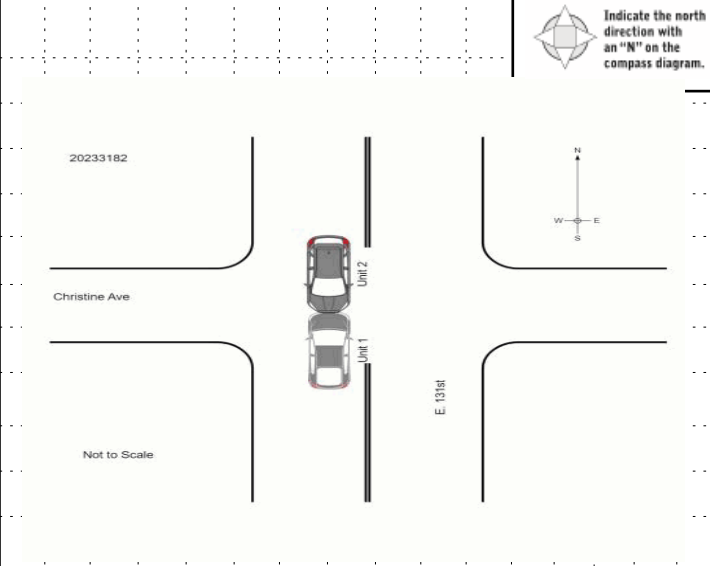 Indicate the north
direction with
an "N" on the
compass diagram.
20233182
N
W E
S
Unit 2
Christine Ave
Unit 1
E. 131st
Not to Scale